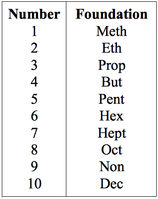 Number Foundation
1 Meth
2 Eth
3 Prop
4 But
5 Pent
6 Hex
7 Hept
8 Oct
9 Non
10 Dec